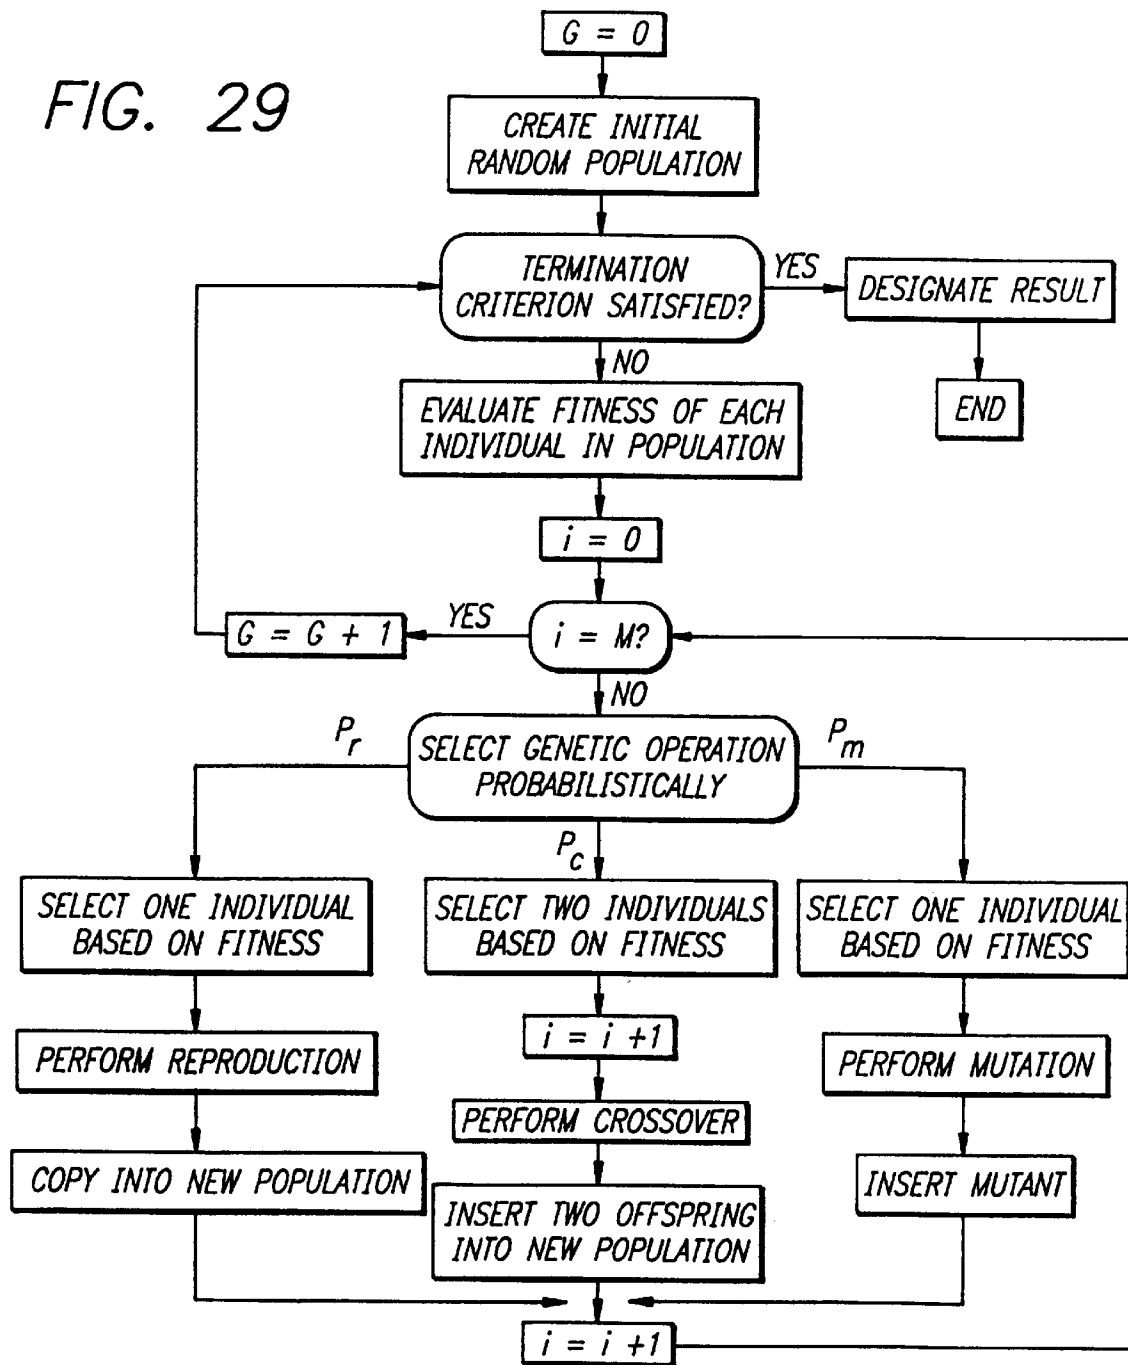 G = 0
FIG. 29
CREATE INITIAL
RANDOM POPULATION
TERMINATION
CRITERION SATISFIED?
YES
DESIGNATE RESULT
END
NO
EVALUATE FITNESS OF EACH
INDIVIDUAL IN POPULATION
i = 0
i = M?
YES
G = G + 1
NO
SELECT GENETIC OPERATION
PROBABILISTICALLY
Pr
Pc
Pm
SELECT ONE INDIVIDUAL
BASED ON FITNESS
PERFORM REPRODUCTION
COPY INTO NEW POPULATION
SELECT TWO INDIVIDUALS
BASED ON FITNESS
i = i +1
PERFORM CROSSOVER
INSERT TWO OFFSPRING
INTO NEW POPULATION
SELECT ONE INDIVIDUAL
BASED ON FITNESS
PERFORM MUTATION
INSERT MUTANT
i = i +1